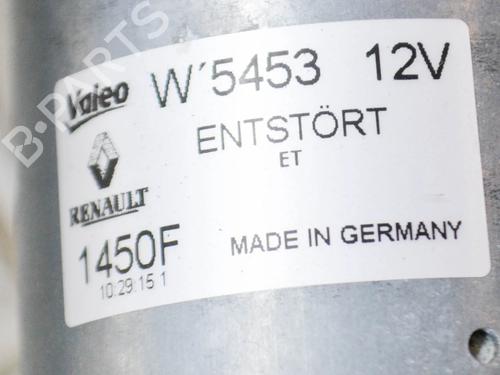 B-PARTS
Valeo W´5453 12V
ENTSTÖRT
ET
RENAULT
1450F MADE IN GERMANY
10:29:15 1